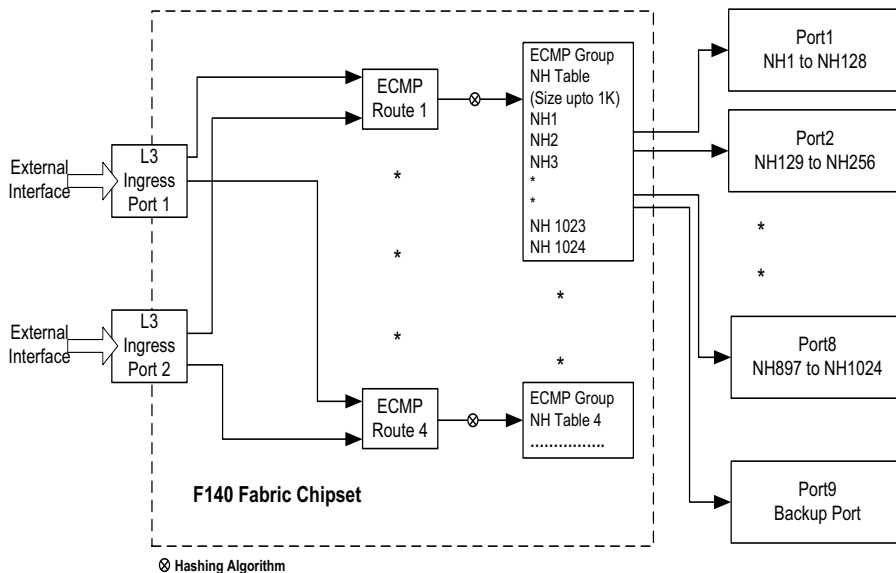 External
Interface
L3
Ingress
Port 1
External
Interface
L3
Ingress
Port 2
ECMP
Route 1
*
*
*
ECMP
Route 4
ECMP Group
NH Table
(Size upto 1K)
NH1
NH2
NH3
*
*
NH 1023
NH 1024
*
*
ECMP Group
NH Table 4
................
Port1
NH1 to NH128
Port2
NH129 to NH256
*
*
Port8
NH897 to NH1024
Port9
Backup Port
F140 Fabric Chipset
⊗ Hashing Algorithm